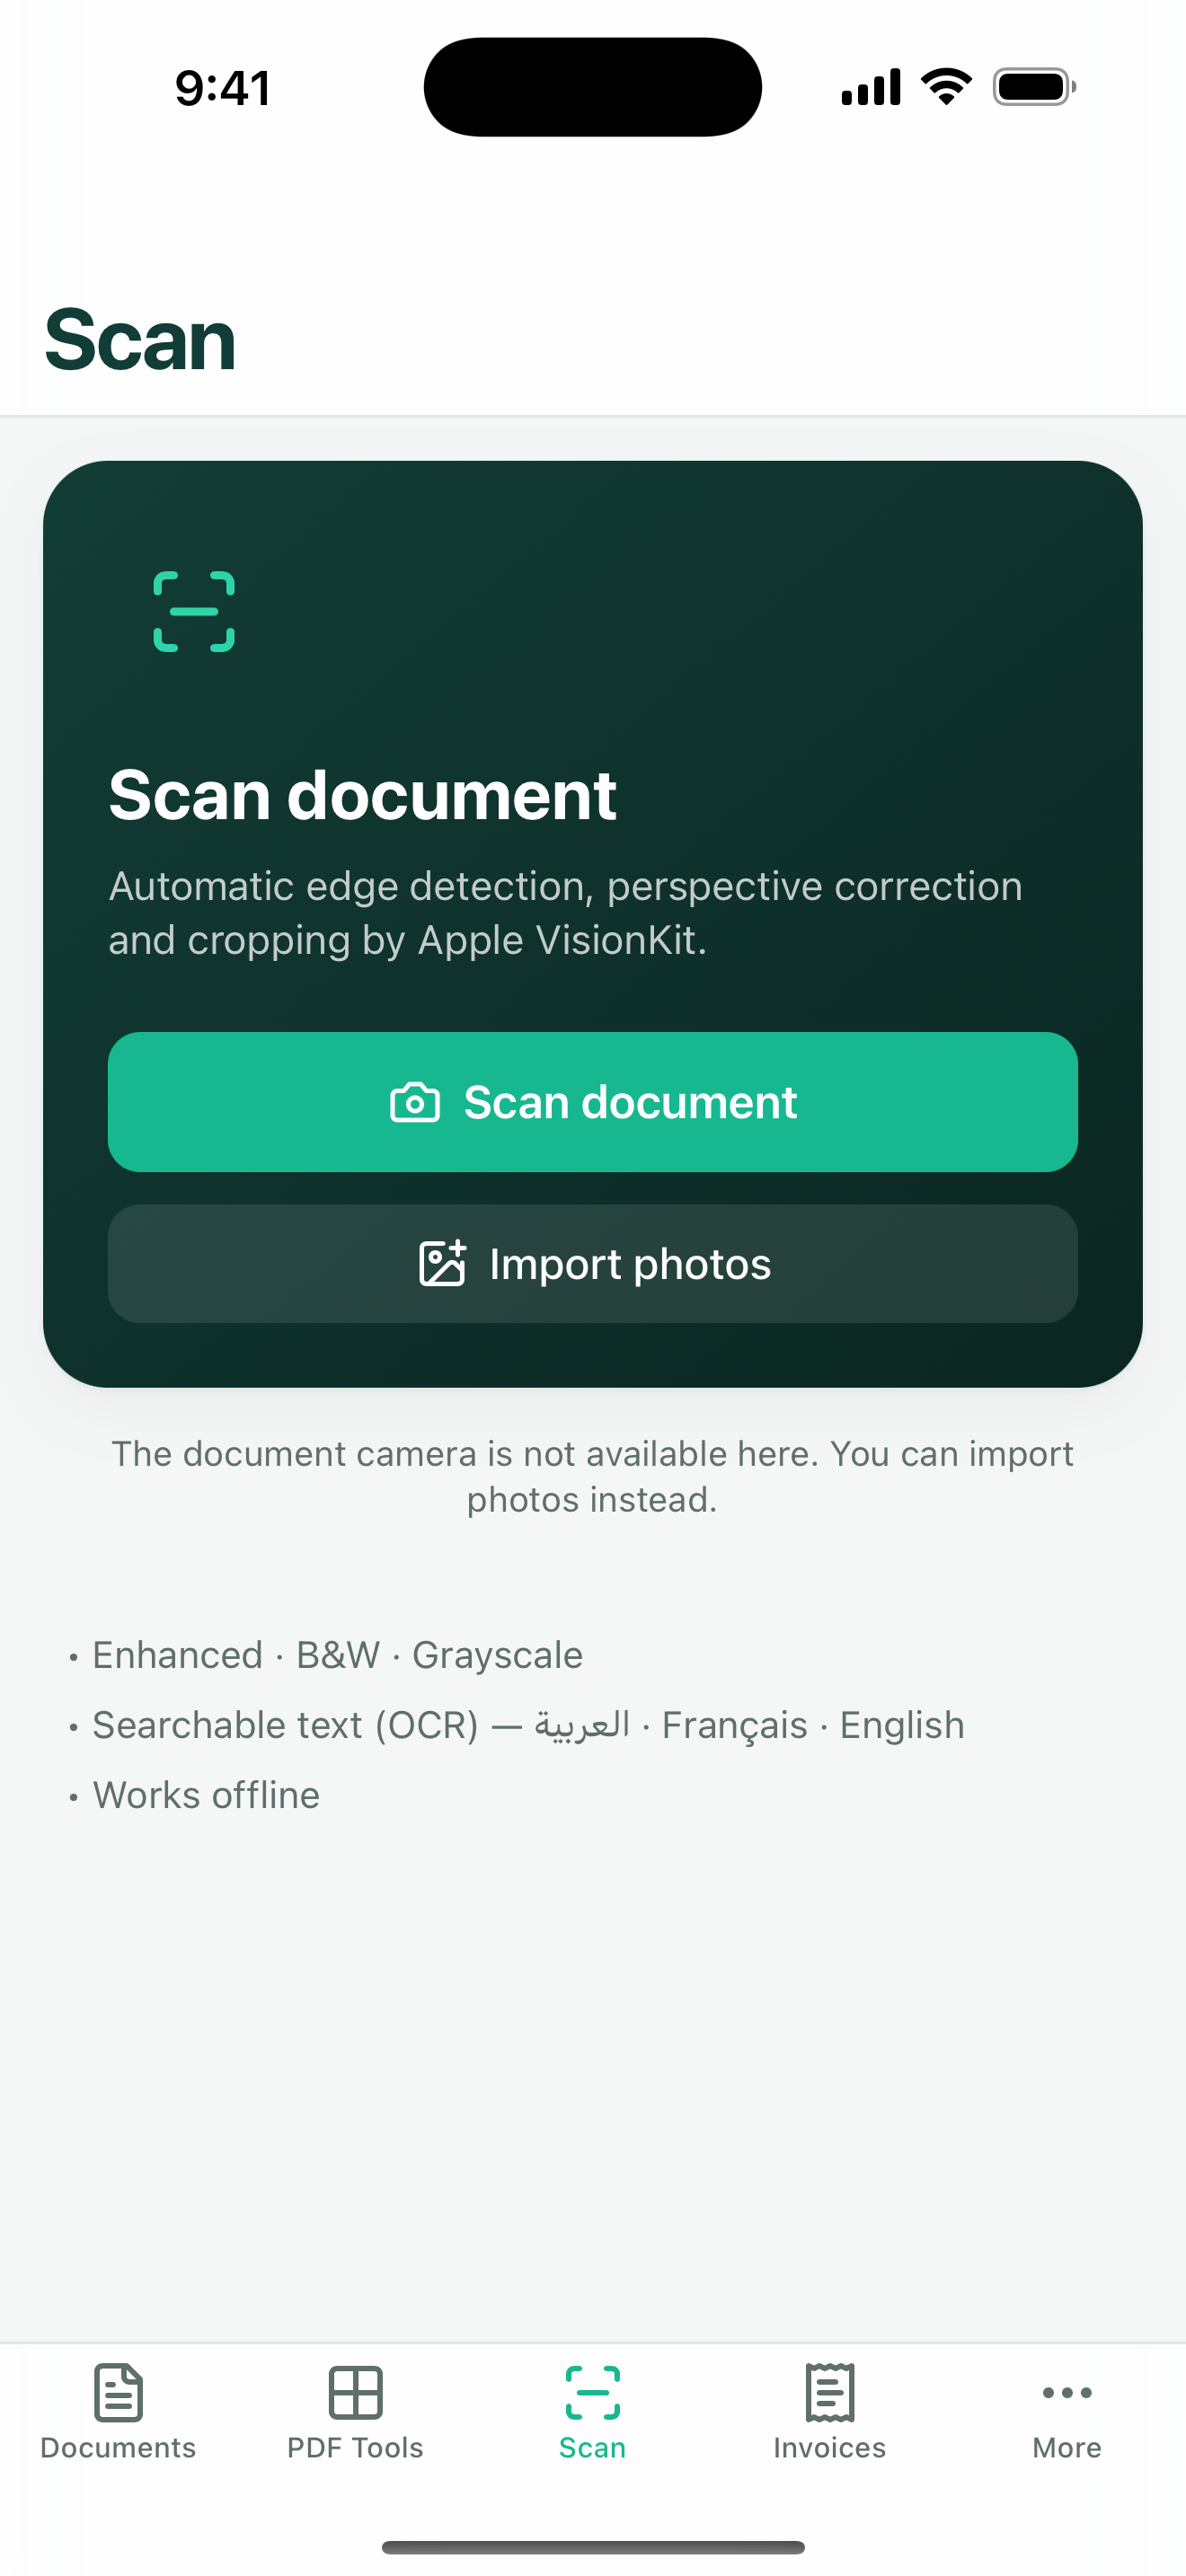 9:41
Scan
Scan document
Automatic edge detection, perspective correction
and cropping by Apple VisionKit.
Scan document
Import photos
The document camera is not available here. You can import
photos instead.
• Enhanced · B&W · Grayscale
• Searchable text (OCR) — العربية · Français · English
• Works offline
Documents
PDF Tools
Scan
Invoices
More